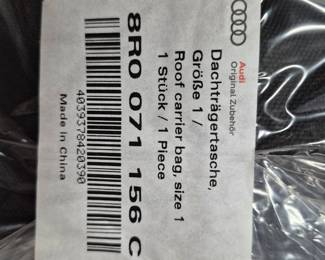 Audi
Original Zubehör
Dachträgertasche,
Größe 1 /
Roof carrier bag, size 1
1 Stück / 1 Piece
8R0 071 156 C
4039378420390
Made in China